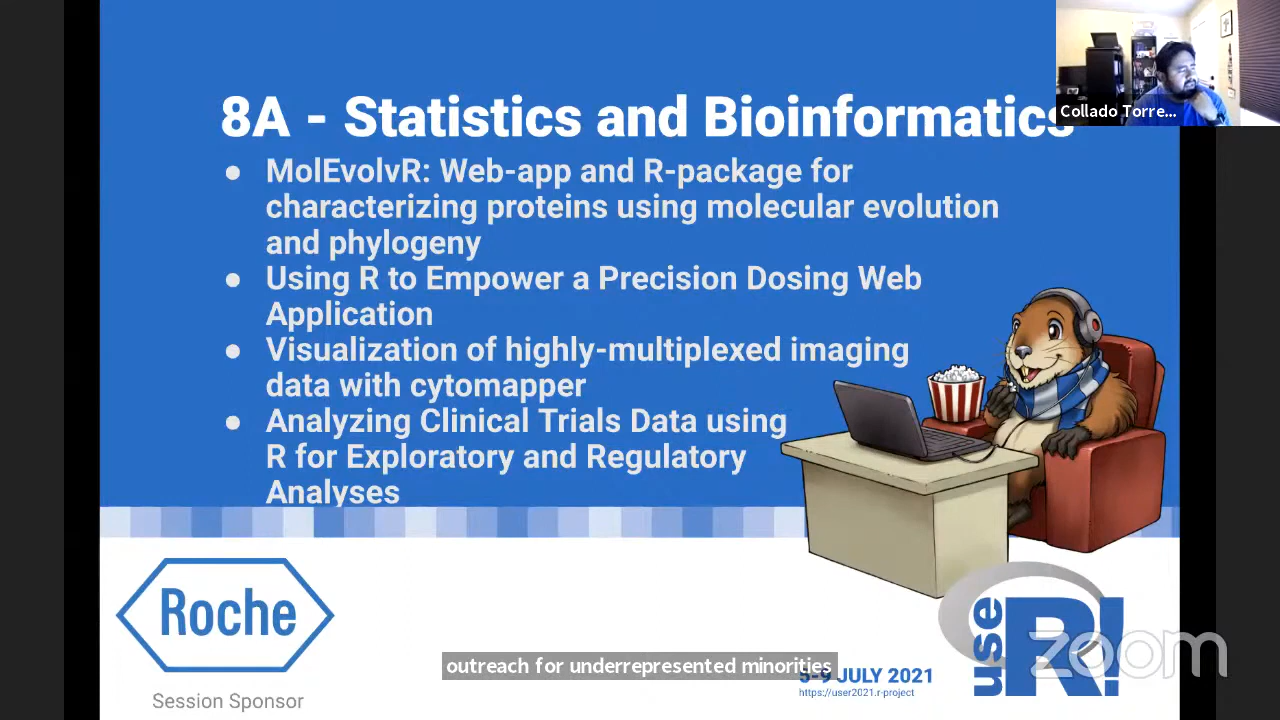 8A - Statistics and Bioinformatics
Collado Torre...
● MolEvolvR: Web-app and R-package for
characterizing proteins using molecular evolution
and phylogeny
● Using R to Empower a Precision Dosing Web
Application
● Visualization of highly-multiplexed imaging
data with cytomapper
● Analyzing Clinical Trials Data using
R for Exploratory and Regulatory
Analyses
Roche
Session Sponsor
outreach for underrepresented minorities
5-9 JULY 2021
https://user2021.r-project
use
R!
zoom